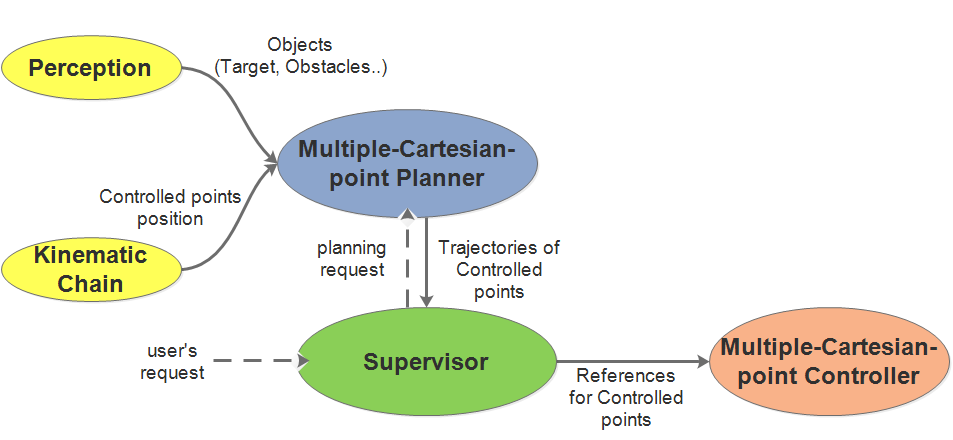 Objects
(Target, Obstacles..)
Perception
Multiple-Cartesian-
point Planner
Controlled points
position
Kinematic
Chain
planning
request
Trajectories of
Controlled
points
user's
request
Supervisor
References
for Controlled
points
Multiple-Cartesian-
point Controller